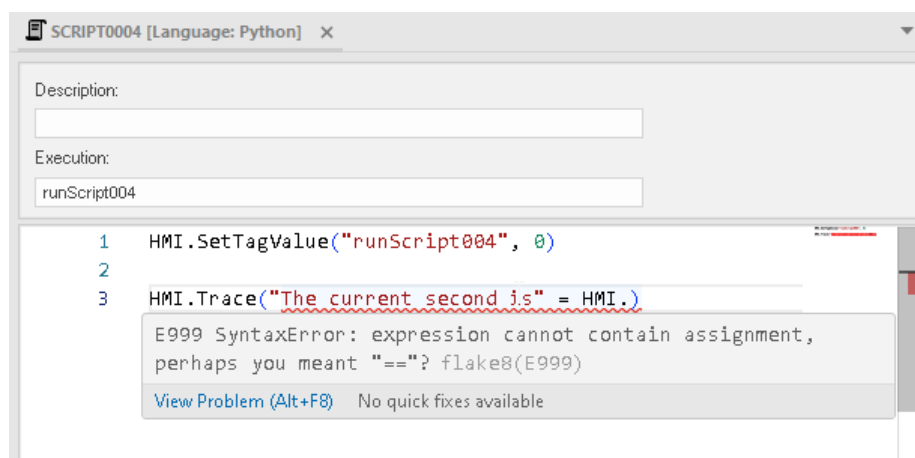 SCRIPT0004 [Language: Python] ×
Description:
Execution:
runScript004
1 HMI.SetTagValue("runScript004", 0)
2
3 HMI.Trace("The current second is" = HMI.)
E999 SyntaxError: expression cannot contain assignment,
perhaps you meant "=="? flake8(E999)
View Problem (Alt+F8) No quick fixes available